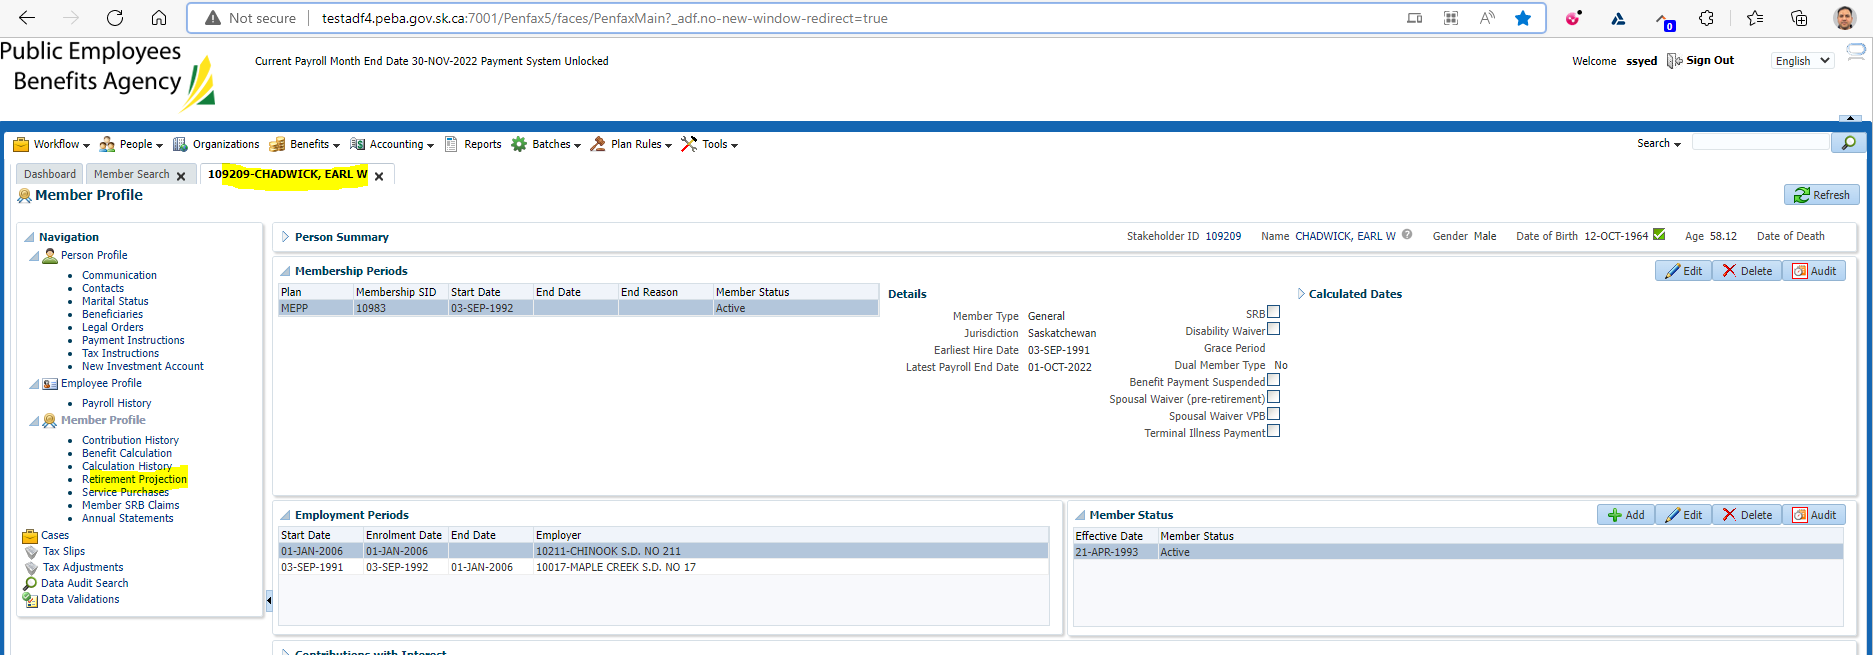 Not secure testadf4.peba.gov.sk.ca:7001/Penfax5/faces/PenfaxMain?_adf.no-new-window-redirect=true
0
Public Employees
Benefits Agency
Current Payroll Month End Date 30-NOV-2022 Payment System Unlocked
Welcome ssyed Sign Out English
Workflow People Organizations Benefits Accounting Reports Batches Plan Rules Tools Search
Dashboard Member Search 109209-CHADWICK, EARL W
Member Profile Refresh
Navigation
Person Profile
Communication
Contacts
Marital Status
Beneficiaries
Legal Orders
Payment Instructions
Tax Instructions
New Investment Account
Employee Profile
Payroll History
Member Profile
Contribution History
Benefit Calculation
Calculation History
Retirement Projection
Service Purchases
Member SRB Claims
Annual Statements
Cases
Tax Slips
Tax Adjustments
Data Audit Search
Data Validations
Person Summary Stakeholder ID 109209 Name CHADWICK, EARL W Gender Male Date of Birth 12-OCT-1964 Age 58.12 Date of Death
Membership Periods Edit Delete Audit
Plan Membership SID Start Date End Date End Reason Member Status
MEPP 10983 03-SEP-1992 Active
Details
Member Type General
Jurisdiction Saskatchewan
Earliest Hire Date 03-SEP-1991
Latest Payroll End Date 01-OCT-2022
SRB
Disability Waiver
Grace Period
Dual Member Type No
Benefit Payment Suspended
Spousal Waiver (pre-retirement)
Spousal Waiver VPB
Terminal Illness Payment
Calculated Dates
Employment Periods
Start Date Enrolment Date End Date Employer
01-JAN-2006 01-JAN-2006 10211-CHINOOK S.D. NO 211
03-SEP-1991 03-SEP-1992 01-JAN-2006 10017-MAPLE CREEK S.D. NO 17
Member Status Add Edit Delete Audit
Effective Date Member Status
21-APR-1993 Active
Contributions with Interest